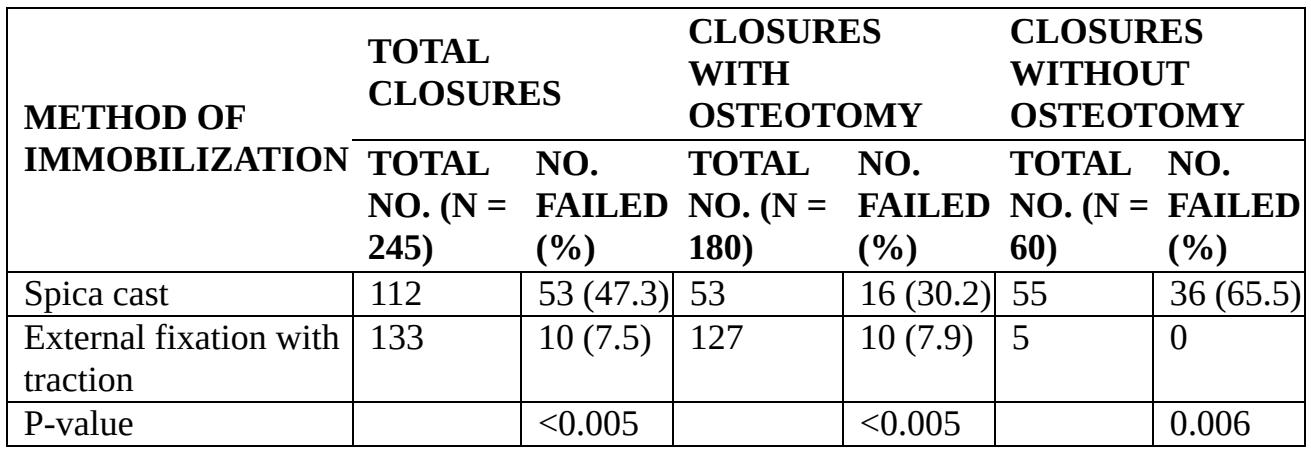 METHOD OF
IMMOBILIZATION
TOTAL
CLOSURES
CLOSURES
WITH
OSTEOTOMY
CLOSURES
WITHOUT
OSTEOTOMY
TOTAL
NO. (N =
245)
NO.
FAILED
(%)
TOTAL
NO. (N =
180)
NO.
FAILED
(%)
TOTAL
NO. (N =
60)
NO.
FAILED
(%)
Spica cast 112 53 (47.3) 53 16 (30.2) 55 36 (65.5)
External fixation with 133 10 (7.5) 127 10 (7.9) 5 0
traction
P-value <0.005 <0.005 0.006